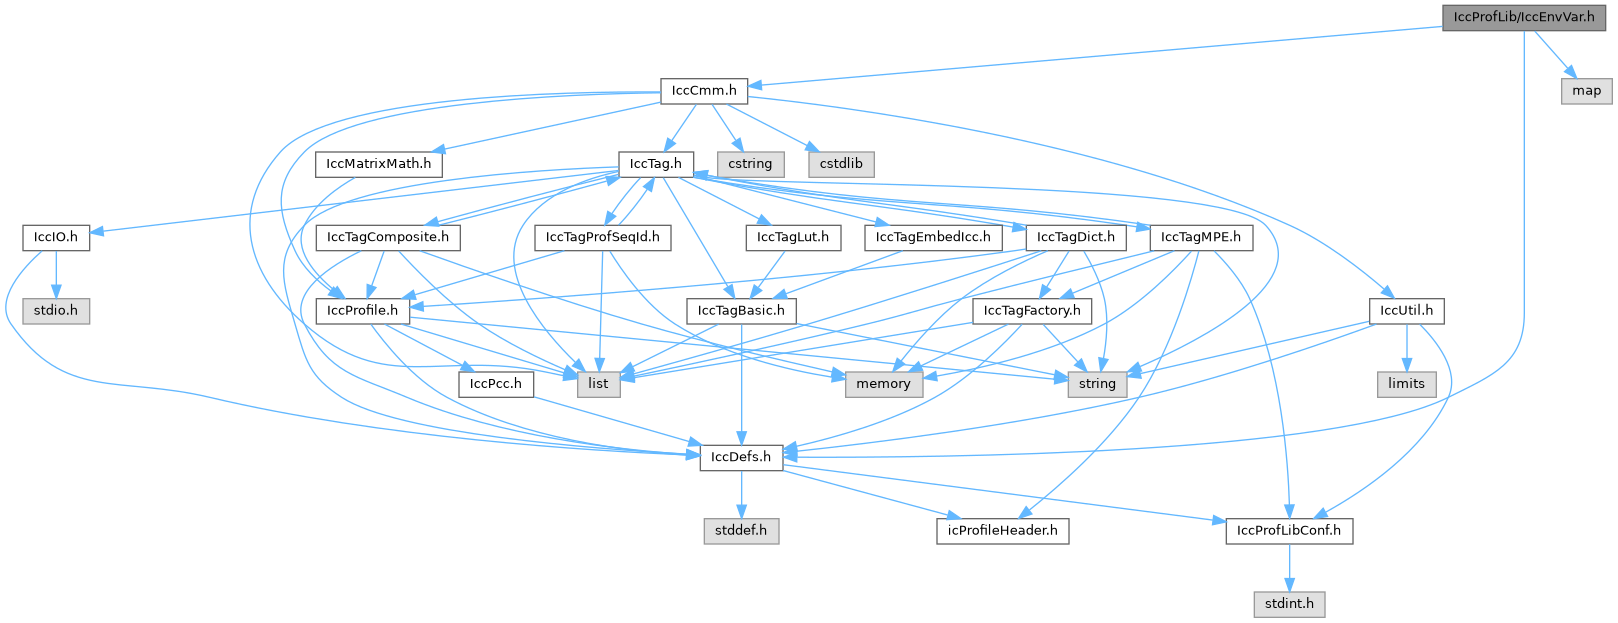 IccProfLib/IccEnvVar.h
IccCmm.h
map
IccMatrixMath.h
IccTag.h
cstring
cstdlib
IccIO.h
IccTagComposite.h
IccTagProfSeqId.h
IccTagLut.h
IccTagEmbedIcc.h
IccTagDict.h
IccTagMPE.h
stdio.h
IccProfile.h
IccTagBasic.h
IccTagFactory.h
IccUtil.h
IccPcc.h
list
memory
string
limits
IccDefs.h
stddef.h
icProfileHeader.h
IccProfLibConf.h
stdint.h